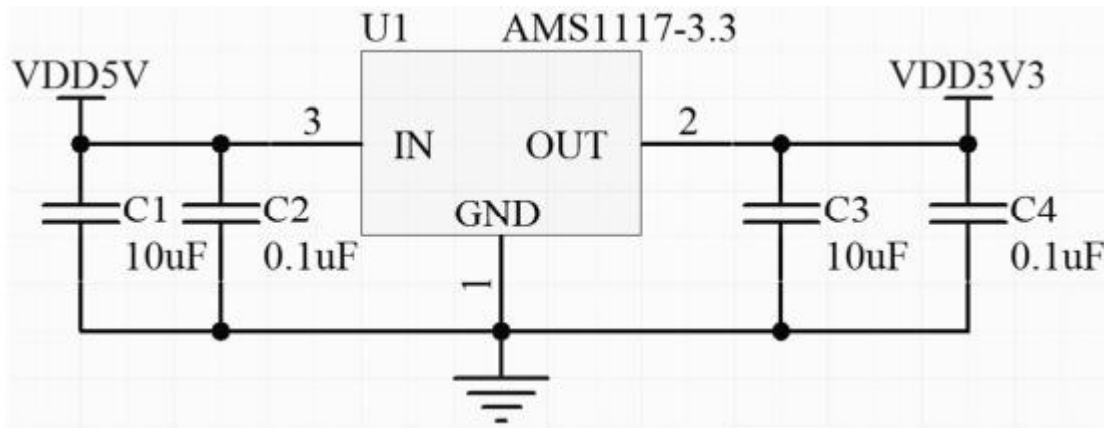 U1 AMS1117-3.3
VDD5V VDD3V3
3 2
IN OUT
C1 C2 GND C3 C4
10uF 0.1uF 10uF 0.1uF
1